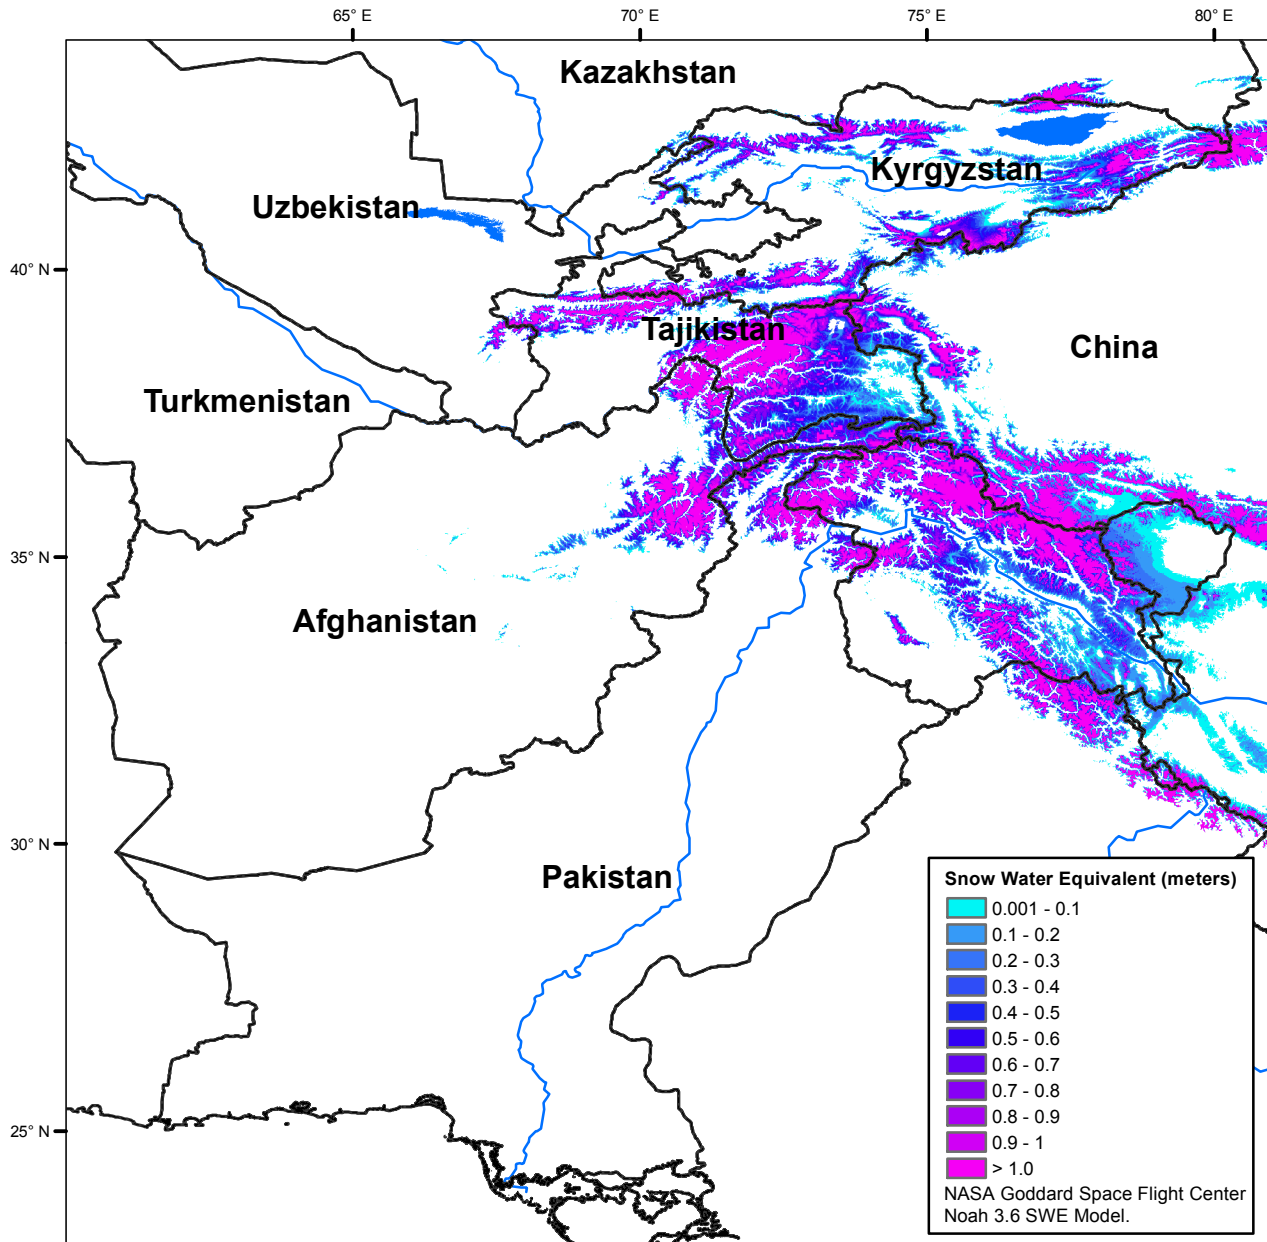 65° E
70° E
75° E
80° E
Kazakhstan
Kyrgyzstan
Uzbekistan
40° N
Tajikistan
China
Turkmenistan
35° N
Afghanistan
30° N
Pakistan
25° N
Snow Water Equivalent (meters)
0.001 - 0.1
0.1 - 0.2
0.2 - 0.3
0.3 - 0.4
0.4 - 0.5
0.5 - 0.6
0.6 - 0.7
0.7 - 0.8
0.8 - 0.9
0.9 - 1
> 1.0
NASA Goddard Space Flight Center
Noah 3.6 SWE Model.